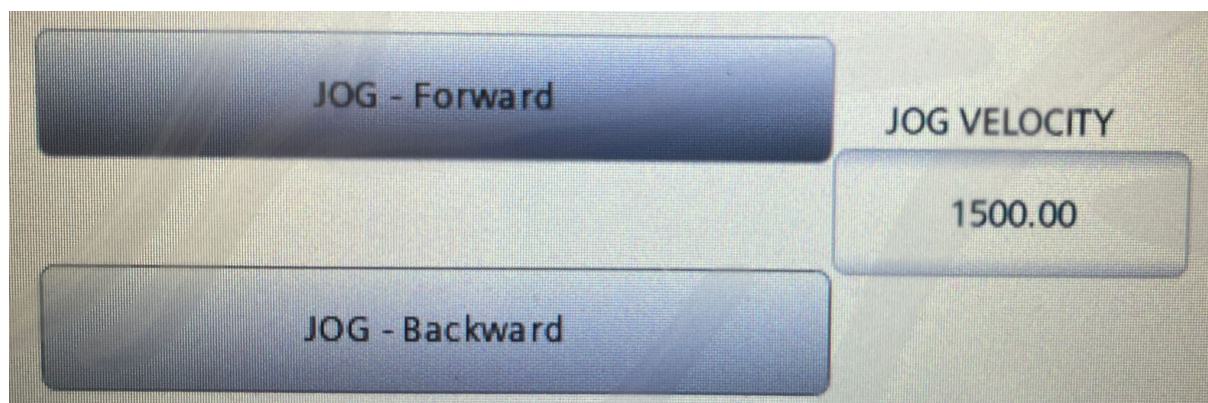 JOG - Forward
JOG VELOCITY
1500.00
JOG - Backward